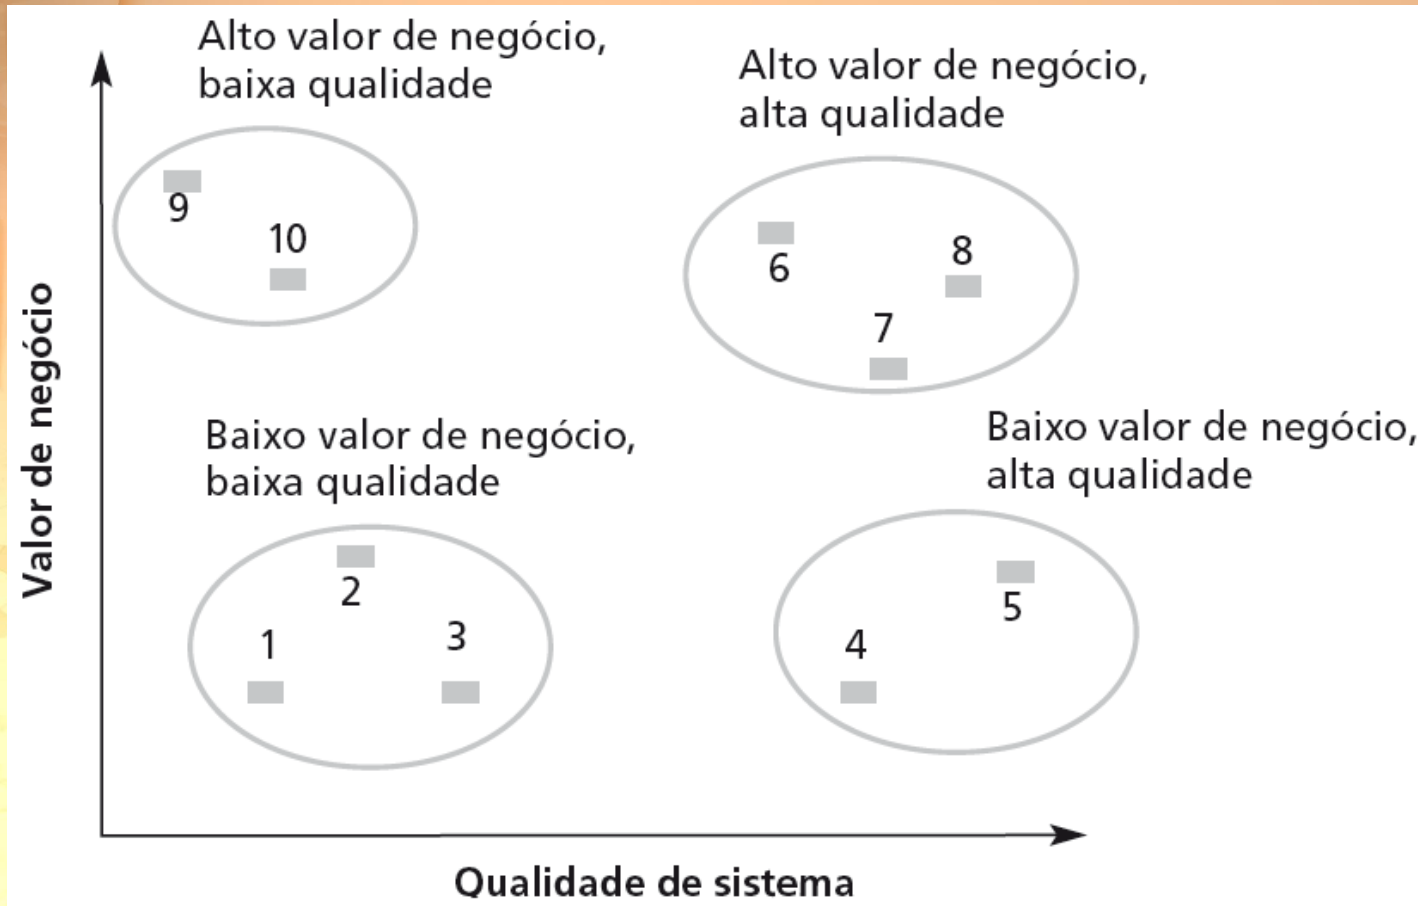 Alto valor de negócio,
baixa qualidade
Alto valor de negócio,
alta qualidade
9
10
6
8
7
Valor de negócio
Baixo valor de negócio,
baixa qualidade
Baixo valor de negócio,
alta qualidade
2
1
3
5
4
Qualidade de sistema